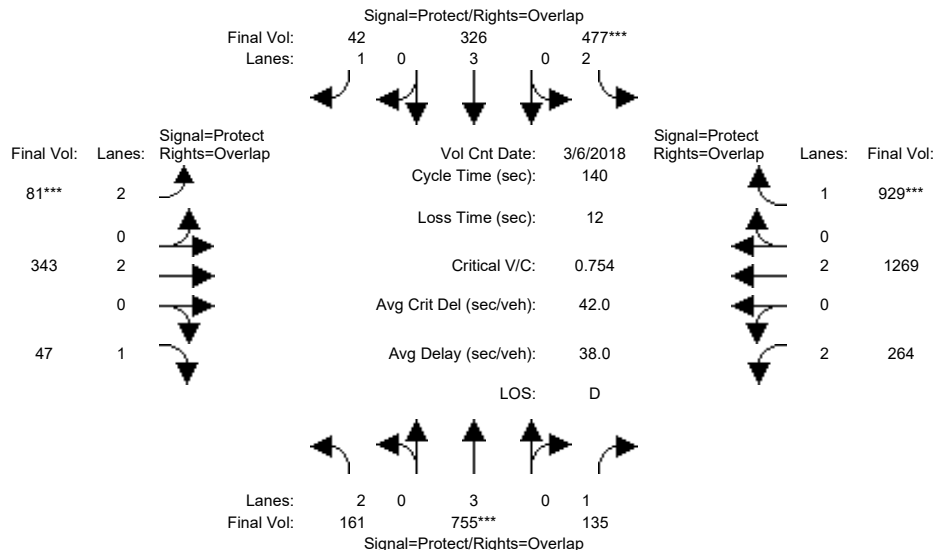 Signal=Protect/Rights=Overlap
Final Vol: 42 326 477***
Lanes: 1 0 3 0 2
Signal=Protect
Final Vol: Lanes: Rights=Overlap
Vol Cnt Date: 3/6/2018
Signal=Protect
Rights=Overlap Lanes: Final Vol:
Cycle Time (sec): 140
81*** 2
1 929***
Loss Time (sec): 12
0
0
343 2
Critical V/C: 0.754
2 1269
0
Avg Crit Del (sec/veh): 42.0
0
47 1
Avg Delay (sec/veh): 38.0
2 264
LOS: D
Lanes: 2 0 3 0 1
Final Vol: 161 755*** 135
Signal=Protect/Rights=Overlap